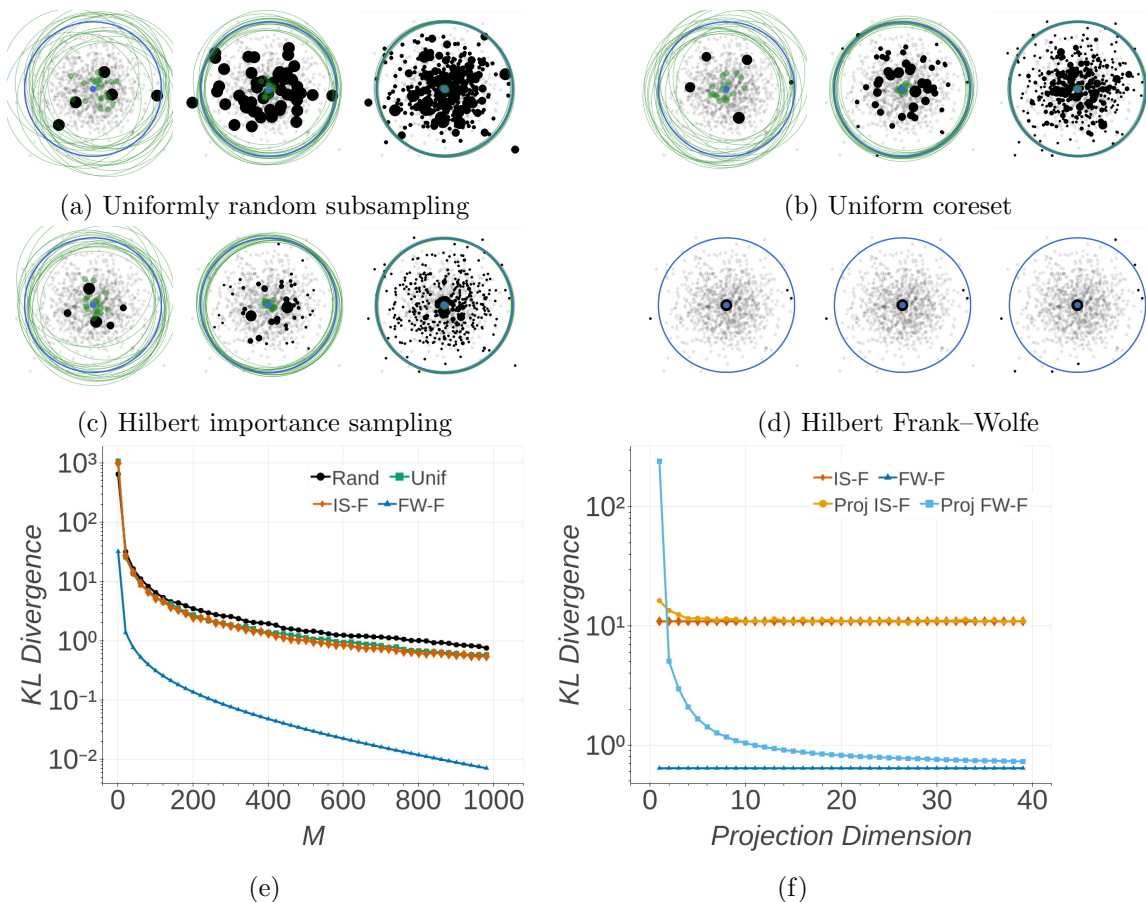 (a) Uniformly random subsampling
(b) Uniform coreset
(c) Hilbert importance sampling
(d) Hilbert Frank–Wolfe
10³
10²
10¹
10⁰
10⁻¹
10⁻²
KL Divergence
Rand Unif
IS-F FW-F
0 200 400 600 800 1000
M
(e)
10²
10¹
10⁰
KL Divergence
IS-F FW-F
Proj IS-F Proj FW-F
0 10 20 30 40
Projection Dimension
(f)